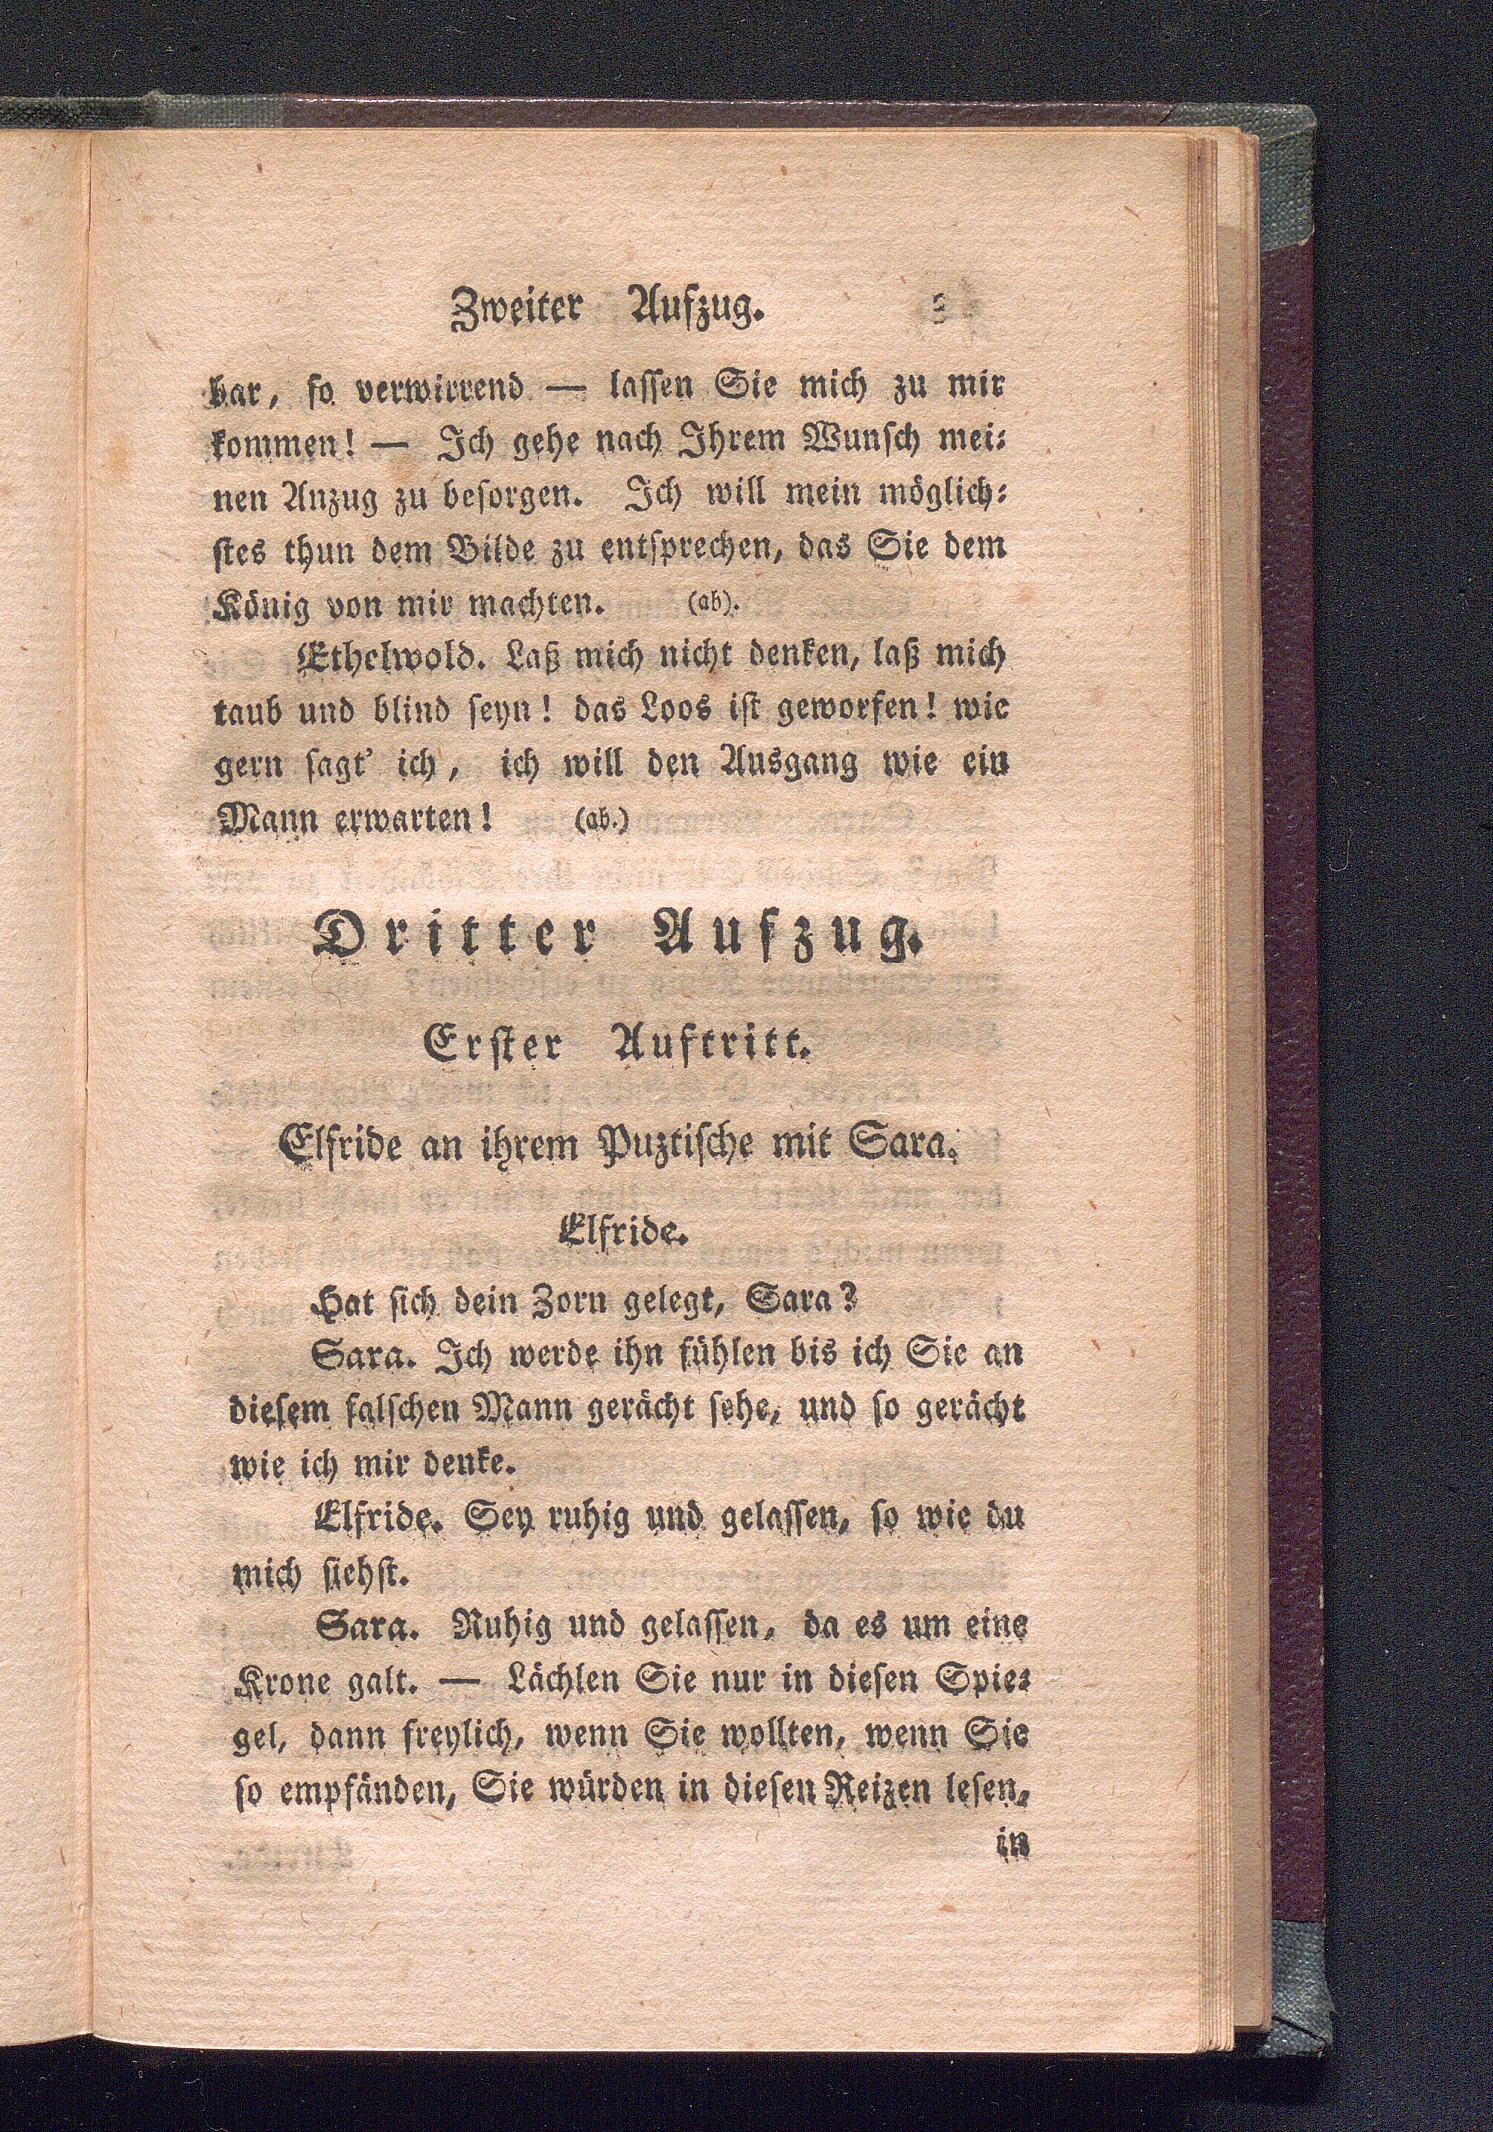 Zweiter Aufzug.
bar, ſo verwirrend — laſſen Sie mich zu mir
kommen! — Ich gehe nach Ihrem Wunſch mei⸗
nen Anzug zu beſorgen. Ich will mein möglich⸗
ſtes thun dem Bilde zu entſprechen, das Sie dem
König von mir machten. (ab).
Ethelwold. Laß mich nicht denken, laß mich
taub und blind ſeyn! das Loos iſt geworfen! wie
gern ſagt' ich, ich will den Ausgang wie ein
Mann erwarten! (ab.)
Dritter Aufzug.
Erſter Auftritt.
Elfride an ihrem Puztiſche mit Sara.
Elfride.
Hat ſich dein Zorn gelegt, Sara?
Sara. Ich werde ihn fühlen bis ich Sie an
dieſem falſchen Mann gerächt ſehe, und ſo gerächt
wie ich mir denke.
Elfride. Sey ruhig und gelaſſen, ſo wie du
mich ſiehſt.
Sara. Ruhig und gelaſſen, da es um eine
Krone galt. — Lächlen Sie nur in dieſen Spie⸗
gel, dann freylich, wenn Sie wollten, wenn Sie
ſo empfänden, Sie würden in dieſen Reizen leſen,
in